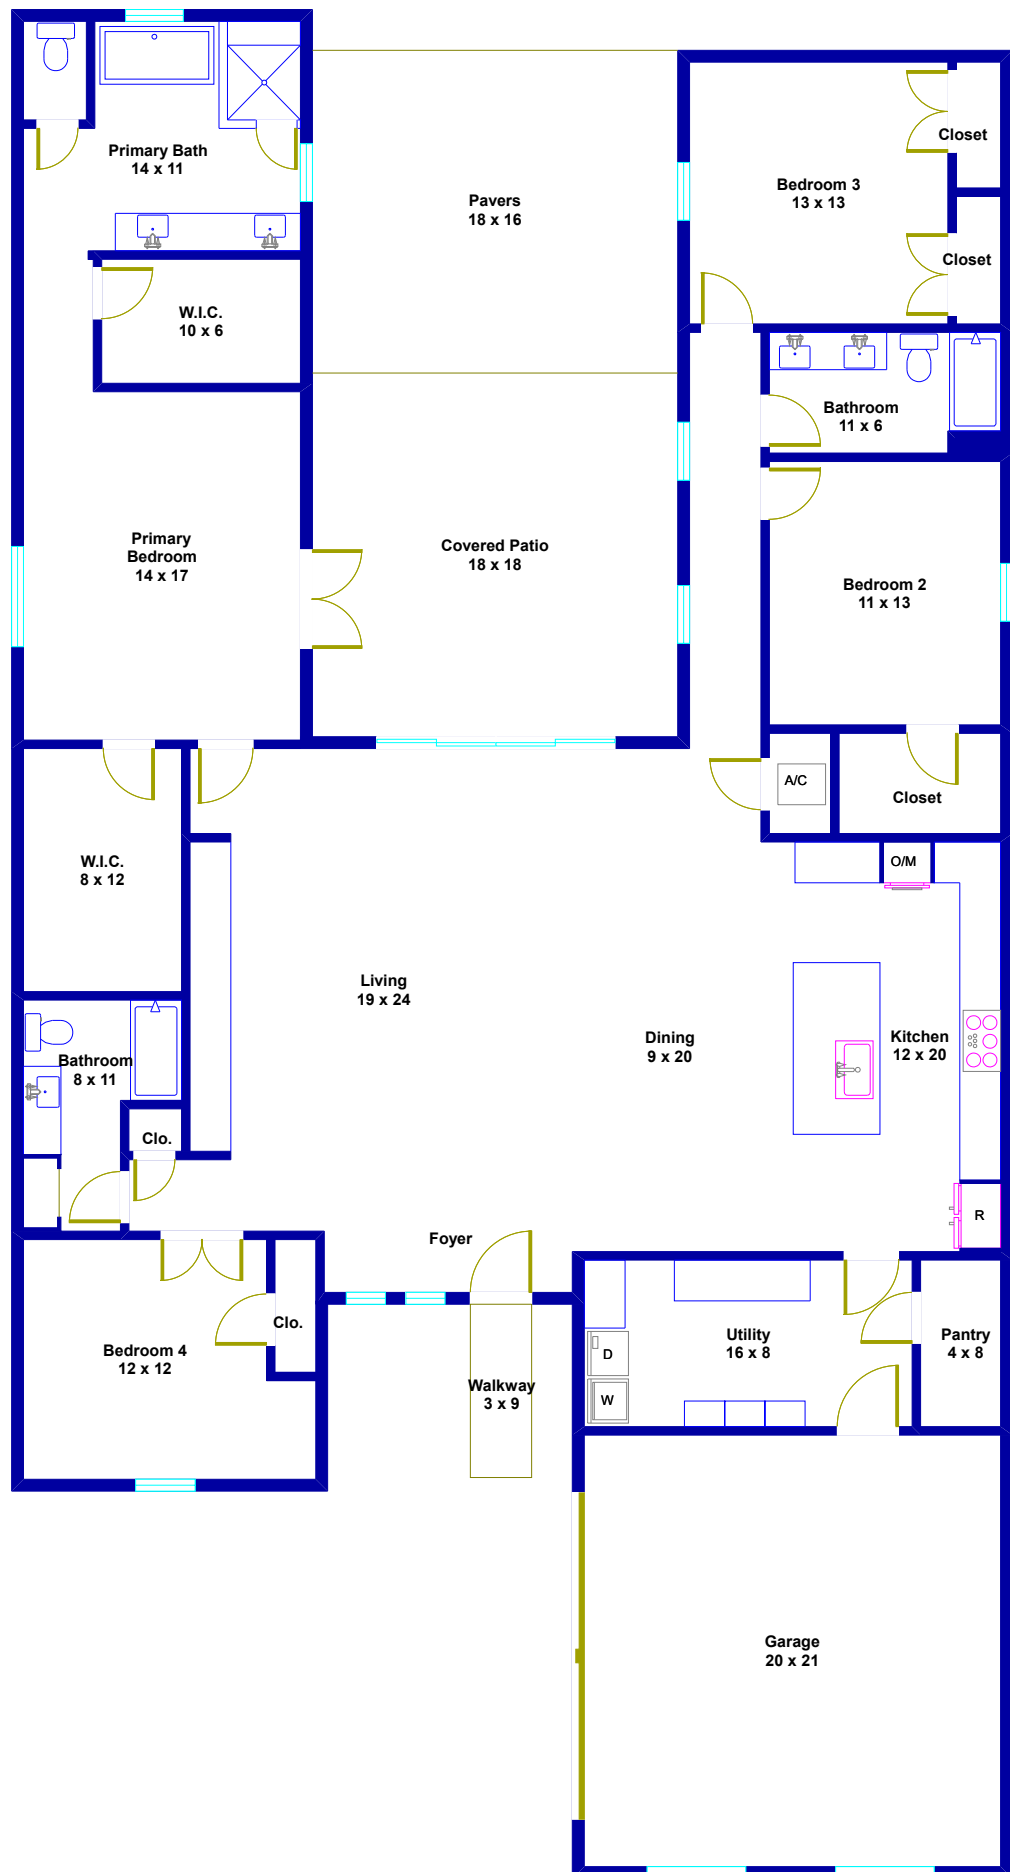 Primary Bath
14 x 11
Pavers
18 x 16
Bedroom 3
13 x 13
Closet
Closet
W.I.C.
10 x 6
Bathroom
11 x 6
Primary
Bedroom
14 x 17
Covered Patio
18 x 18
Bedroom 2
11 x 13
A/C
Closet
W.I.C.
8 x 12
O/M
Living
19 x 24
Dining
9 x 20
Kitchen
12 x 20
Bathroom
8 x 11
Clo.
R
Foyer
Clo.
Bedroom 4
12 x 12
Walkway
3 x 9
D
W
Utility
16 x 8
Pantry
4 x 8
Garage
20 x 21